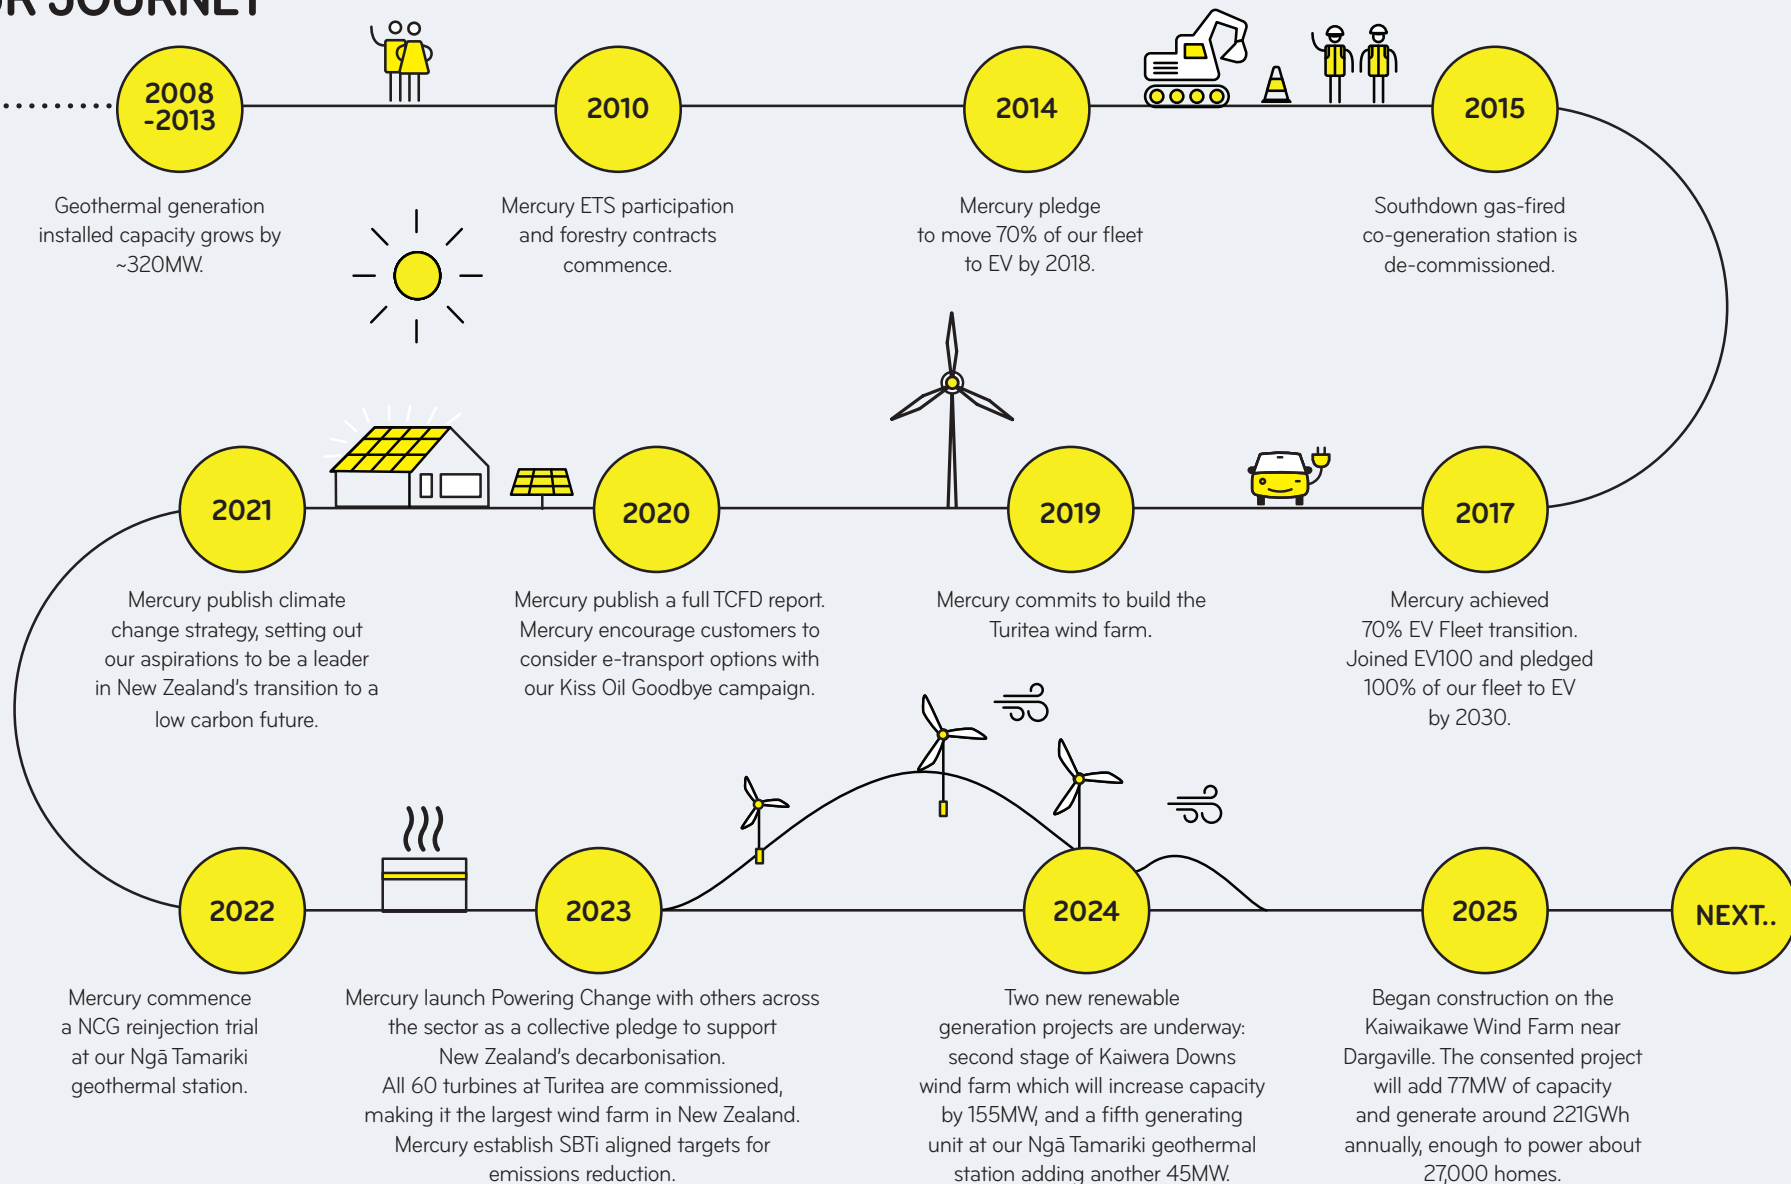 JOURNEY
2008
-2013
Geothermal generation
installed capacity grows by
~320MW.
2010
Mercury ETS participation
and forestry contracts
commence.
2014
Mercury pledge
to move 70% of our fleet
to EV by 2018.
2015
Southdown gas-fired
co-generation station is
de-commissioned.
2017
Mercury achieved
70% EV Fleet transition.
Joined EV100 and pledged
100% of our fleet to EV
by 2030.
2019
Mercury commits to build the
Turitea wind farm.
2020
Mercury publish a full TCFD report.
Mercury encourage customers to
consider e-transport options with
our Kiss Oil Goodbye campaign.
2021
Mercury publish climate
change strategy, setting out
our aspirations to be a leader
in New Zealand's transition to a
low carbon future.
2022
Mercury commence
a NCG reinjection trial
at our Ngā Tamariki
geothermal station.
2023
Mercury launch Powering Change with others across
the sector as a collective pledge to support
New Zealand's decarbonisation.
All 60 turbines at Turitea are commissioned,
making it the largest wind farm in New Zealand.
Mercury establish SBTi aligned targets for
emissions reduction.
2024
Two new renewable
generation projects are underway:
second stage of Kaiwera Downs
wind farm which will increase capacity
by 155MW, and a fifth generating
unit at our Ngā Tamariki geothermal
station adding another 45MW.
2025
Began construction on the
Kaiwaikawe Wind Farm near
Dargaville. The consented project
will add 77MW of capacity
and generate around 221GWh
annually, enough to power about
27,000 homes.
NEXT..